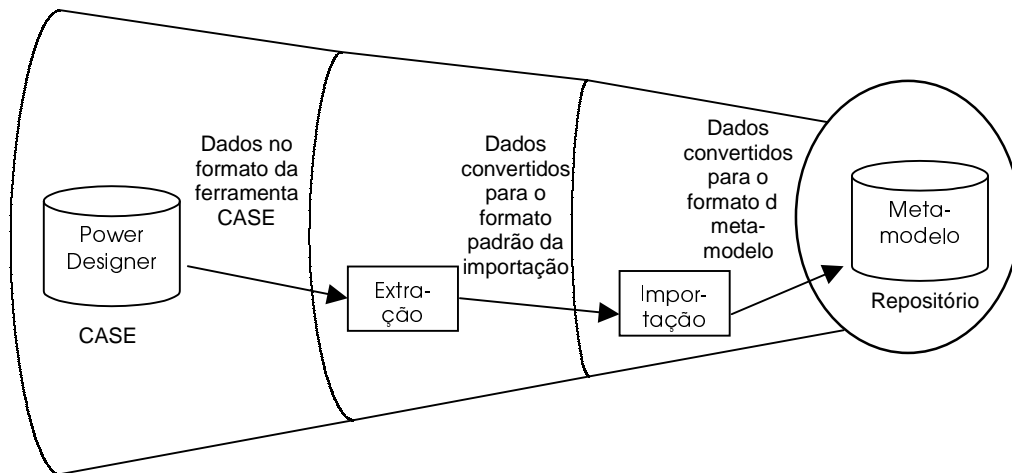 Power
Designer
CASE
Dados no
formato da
ferramenta
CASE
Extra-
ção
Dados
convertidos
para o
formato
padrão da
importação
Impor-
tação
Dados
convertidos
para o
formato d
meta-
modelo
Meta-
modelo
Repositório